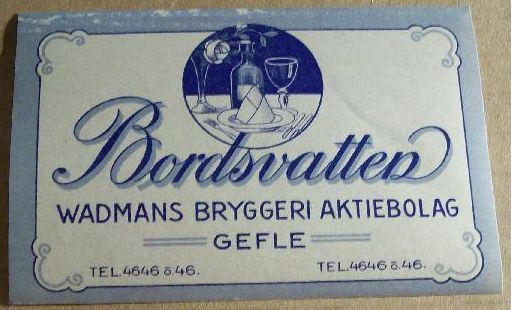 Bordsvatten
WADMANS BRYGGERI AKTIEBOLAG
GEFLE
TEL.4646 ö.46. TEL.4646 ö.46.